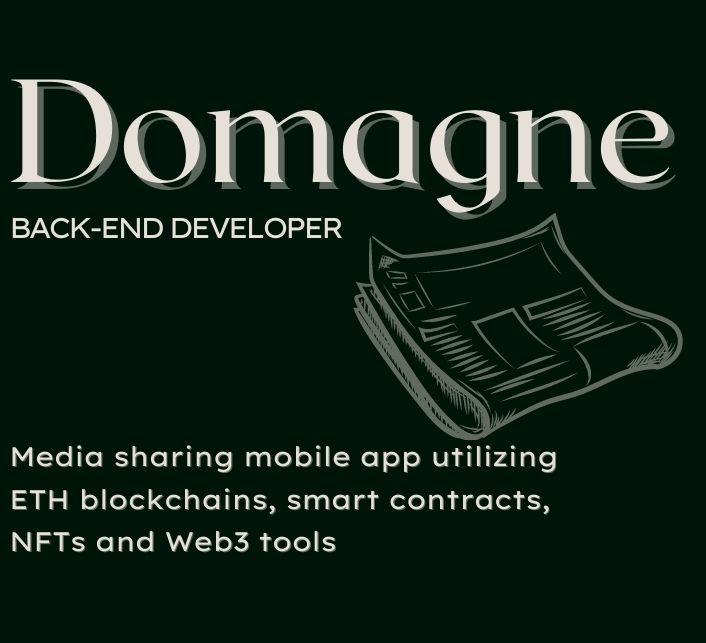 Domagne
BACK-END DEVELOPER
Media sharing mobile app utilizing
ETH blockchains, smart contracts,
NFTs and Web3 tools